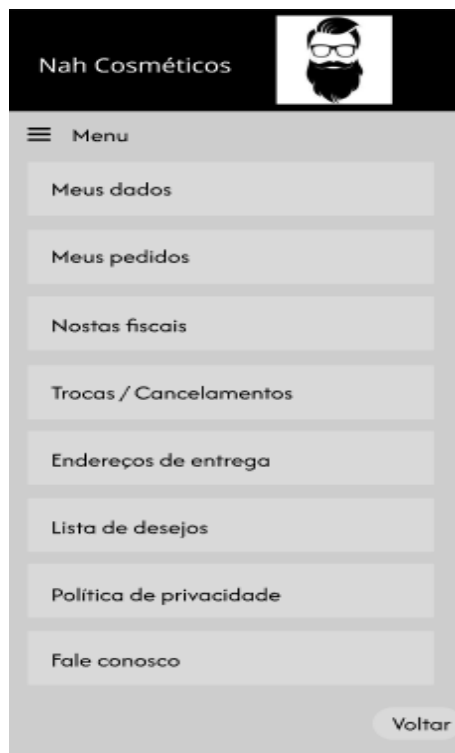 Nah Cosméticos
Menu
Meus dados
Meus pedidos
Nostas fiscais
Trocas / Cancelamentos
Endereços de entrega
Lista de desejos
Política de privacidade
Fale conosco
Voltar